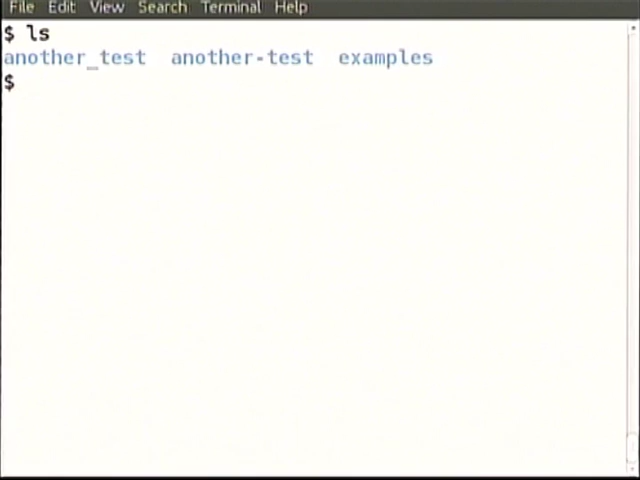 File Edit View Search Terminal Help
$ ls
another_test another-test examples
$